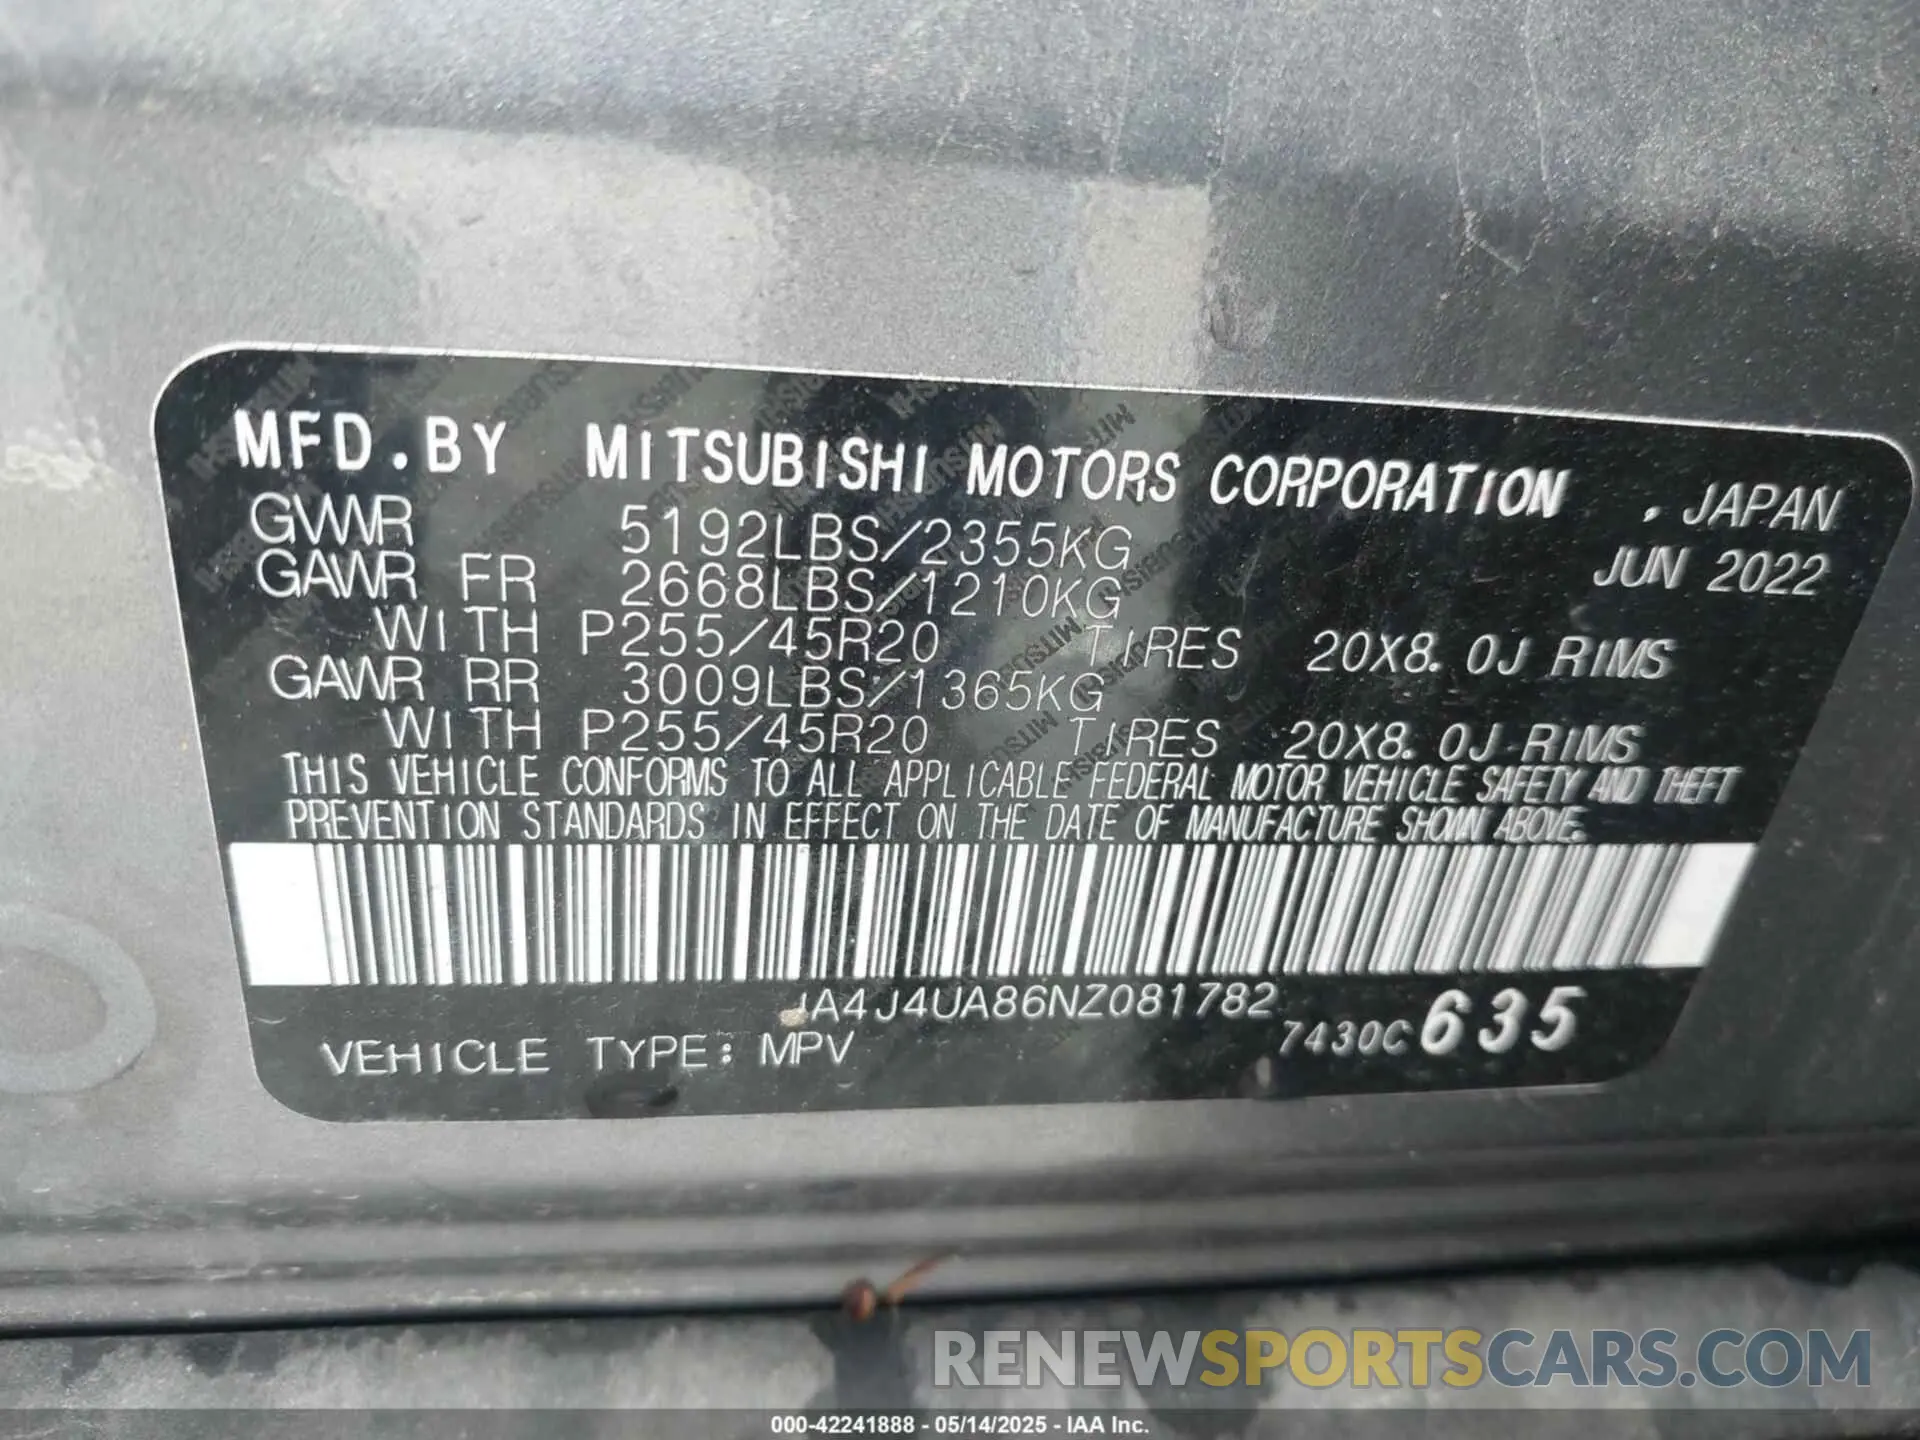 MFD.BY MITSUBISHI MOTORS CORPORATION , JAPAN
GVWR 5192LBS/2355KG JUN 2022
GAWR FR 2668LBS/1210KG
WITH P255/45R20 TIRES 20X8.0J RIMS
GAWR RR 3009LBS/1365KG
WITH P255/45R20 TIRES 20X8.0J RIMS
THIS VEHICLE CONFORMS TO ALL APPLICABLE FEDERAL MOTOR VEHICLE SAFETY AND THEFT
PREVENTION STANDARDS IN EFFECT ON THE DATE OF MANUFACTURE SHOWN ABOVE.
JA4J4UA86NZ081782
VEHICLE TYPE: MPV 7430C 635
RENEWSPORTSCARS.COM
000-42241888 - 05/14/2025 - IAA Inc.